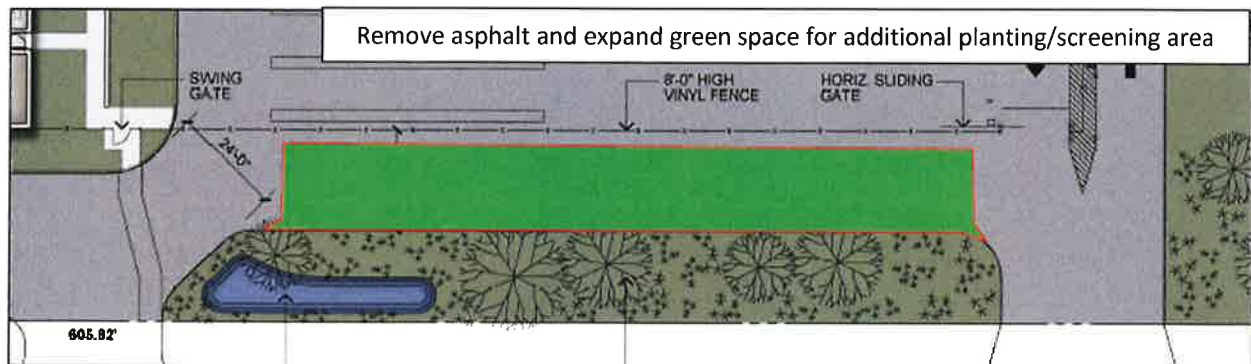 Remove asphalt and expand green space for additional planting/screening area
SWING
GATE
8'-0" HIGH
VINYL FENCE
HORIZ. SLIDING
GATE
24'-0"
605.82'